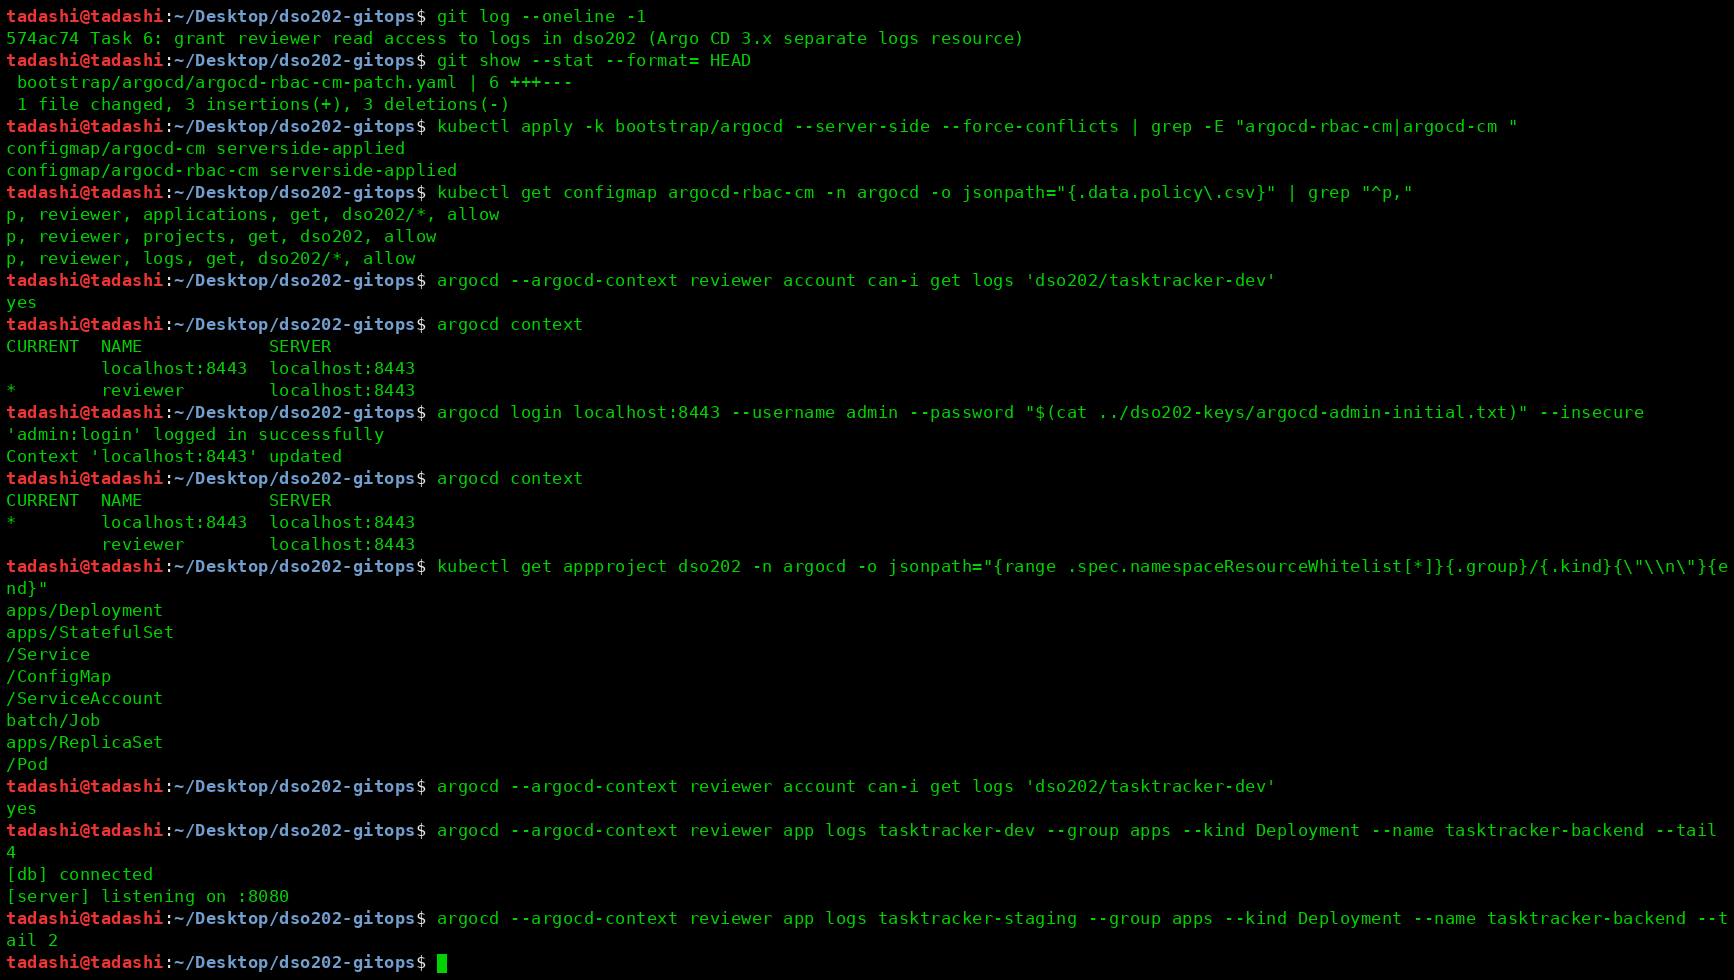 tadashi@tadashi:~/Desktop/dso202-gitops$ git log --oneline -1
574ac74 Task 6: grant reviewer read access to logs in dso202 (Argo CD 3.x separate logs resource)
tadashi@tadashi:~/Desktop/dso202-gitops$ git show --stat --format= HEAD
 bootstrap/argocd/argocd-rbac-cm-patch.yaml | 6 +++---
 1 file changed, 3 insertions(+), 3 deletions(-)
tadashi@tadashi:~/Desktop/dso202-gitops$ kubectl apply -k bootstrap/argocd --server-side --force-conflicts | grep -E "argocd-rbac-cm|argocd-cm "
configmap/argocd-cm serverside-applied
configmap/argocd-rbac-cm serverside-applied
tadashi@tadashi:~/Desktop/dso202-gitops$ kubectl get configmap argocd-rbac-cm -n argocd -o jsonpath="{.data.policy\.csv}" | grep "^p,"
p, reviewer, applications, get, dso202/*, allow
p, reviewer, projects, get, dso202, allow
p, reviewer, logs, get, dso202/*, allow
tadashi@tadashi:~/Desktop/dso202-gitops$ argocd --argocd-context reviewer account can-i get logs 'dso202/tasktracker-dev'
yes
tadashi@tadashi:~/Desktop/dso202-gitops$ argocd context
CURRENT  NAME            SERVER
         localhost:8443  localhost:8443
*        reviewer        localhost:8443
tadashi@tadashi:~/Desktop/dso202-gitops$ argocd login localhost:8443 --username admin --password "$(cat ../dso202-keys/argocd-admin-initial.txt)" --insecure
'admin:login' logged in successfully
Context 'localhost:8443' updated
tadashi@tadashi:~/Desktop/dso202-gitops$ argocd context
CURRENT  NAME            SERVER
*        localhost:8443  localhost:8443
         reviewer        localhost:8443
tadashi@tadashi:~/Desktop/dso202-gitops$ kubectl get appproject dso202 -n argocd -o jsonpath="{range .spec.namespaceResourceWhitelist[*]}{.group}/{.kind}{\"\\n\"}{e
nd}"
apps/Deployment
apps/StatefulSet
/Service
/ConfigMap
/ServiceAccount
batch/Job
apps/ReplicaSet
/Pod
tadashi@tadashi:~/Desktop/dso202-gitops$ argocd --argocd-context reviewer account can-i get logs 'dso202/tasktracker-dev'
yes
tadashi@tadashi:~/Desktop/dso202-gitops$ argocd --argocd-context reviewer app logs tasktracker-dev --group apps --kind Deployment --name tasktracker-backend --tail
4
[db] connected
[server] listening on :8080
tadashi@tadashi:~/Desktop/dso202-gitops$ argocd --argocd-context reviewer app logs tasktracker-staging --group apps --kind Deployment --name tasktracker-backend --t
ail 2
tadashi@tadashi:~/Desktop/dso202-gitops$